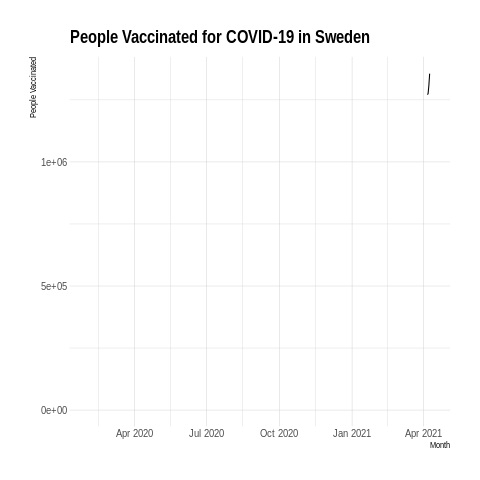 People Vaccinated for COVID-19 in Sweden
People Vaccinated
1e+06
5e+05
0e+00
Apr 2020 Jul 2020 Oct 2020 Jan 2021 Apr 2021
Month